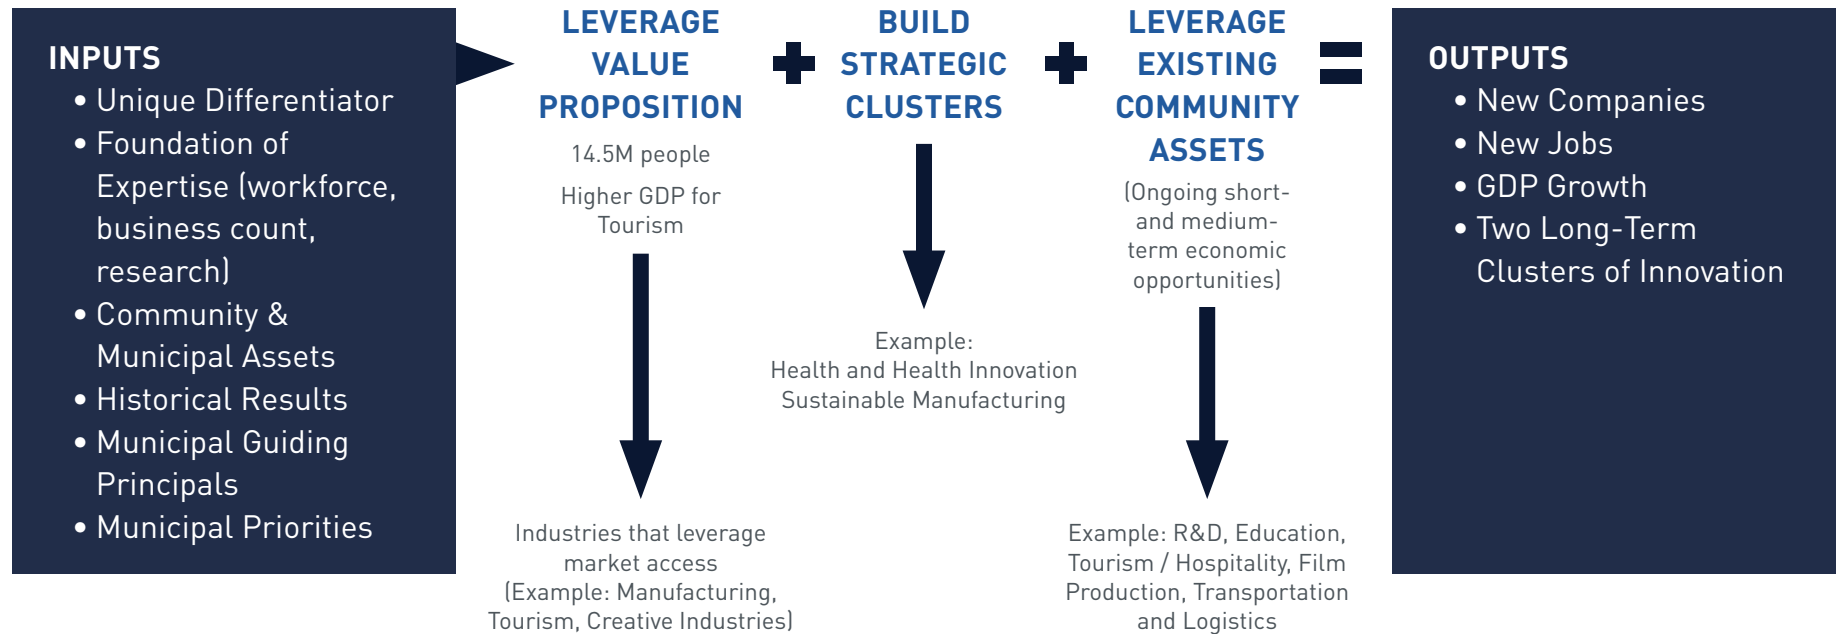 INPUTS
• Unique Differentiator
• Foundation of
Expertise (workforce,
business count,
research)
• Community &
Municipal Assets
• Historical Results
• Municipal Guiding
Principals
• Municipal Priorities
LEVERAGE
VALUE
PROPOSITION
14.5M people
Higher GDP for
Tourism
Industries that leverage
market access
(Example: Manufacturing,
Tourism, Creative Industries)
+
BUILD
STRATEGIC
CLUSTERS
Example:
Health and Health Innovation
Sustainable Manufacturing
+
LEVERAGE
EXISTING
COMMUNITY
ASSETS
(Ongoing short-
and medium-
term economic
opportunities)
Example: R&D, Education,
Tourism / Hospitality, Film
Production, Transportation
and Logistics
=
OUTPUTS
• New Companies
• New Jobs
• GDP Growth
• Two Long-Term
Clusters of Innovation